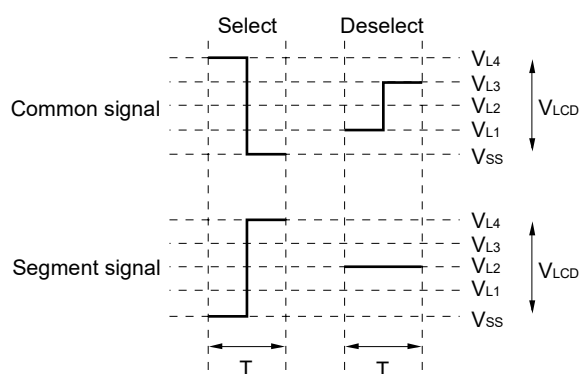 Select Deselect
VL4
VL3
VL2
VL1
VSS
Common signal
VLCD
VL4
VL3
VL2
VL1
VSS
Segment signal
VLCD
T T